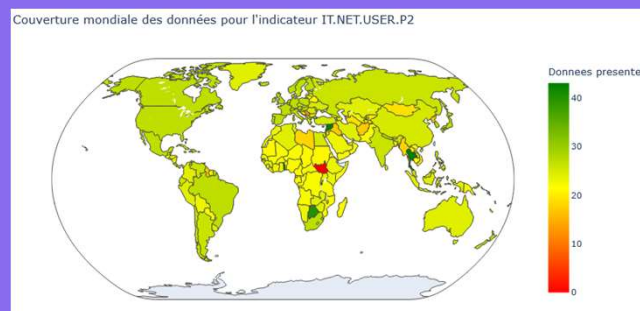 Couverture mondiale des données pour l'indicateur IT.NET.USER.P2
Donnees presente
40
30
20
10
0